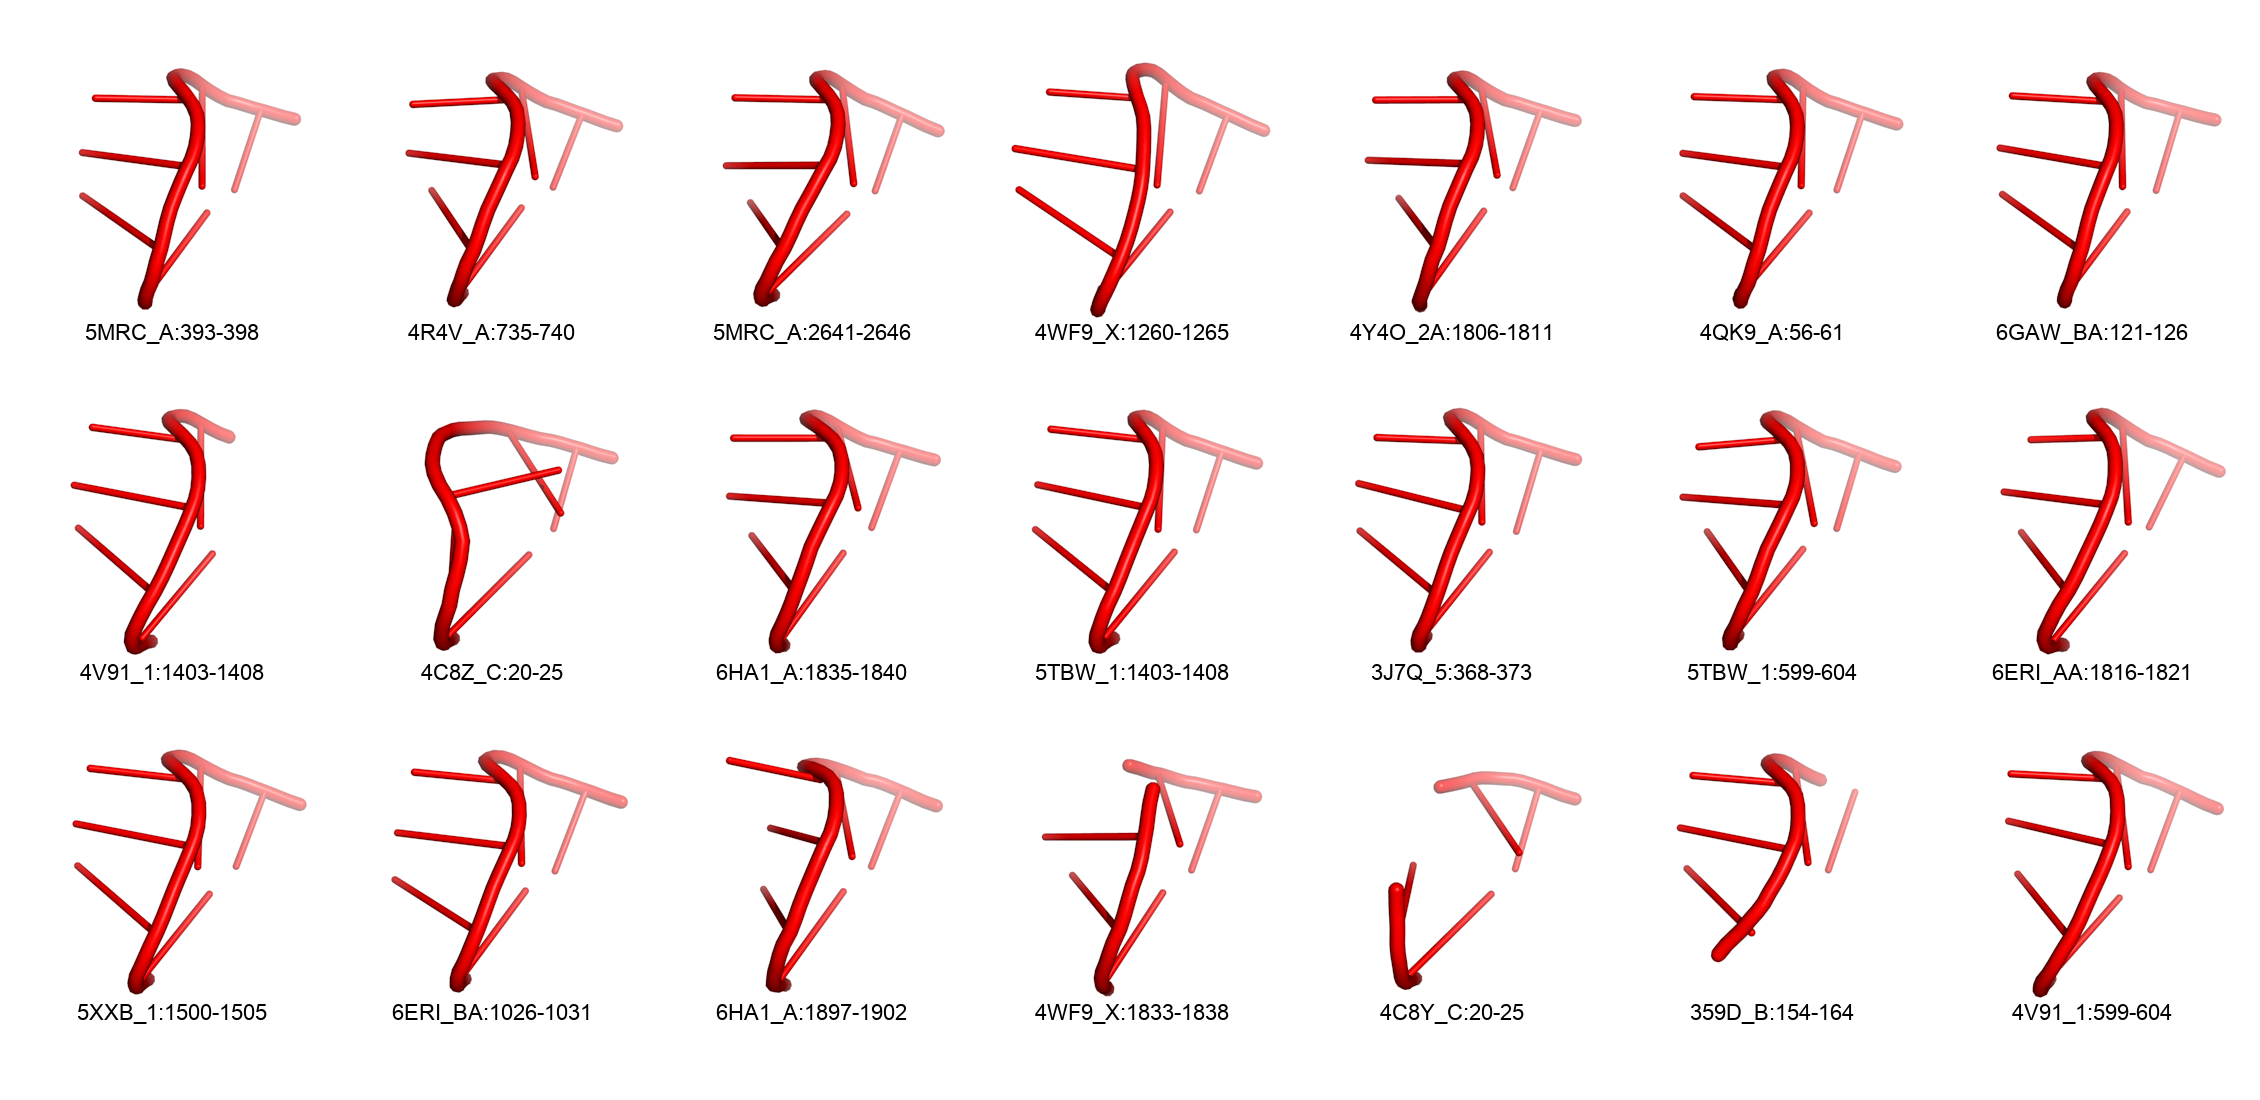 5MRC_A:393-398
4R4V_A:735-740
5MRC_A:2641-2646
4WF9_X:1260-1265
4Y4O_2A:1806-1811
4QK9_A:56-61
6GAW_BA:121-126
4V91_1:1403-1408
4C8Z_C:20-25
6HA1_A:1835-1840
5TBW_1:1403-1408
3J7Q_5:368-373
5TBW_1:599-604
6ERI_AA:1816-1821
5XXB_1:1500-1505
6ERI_BA:1026-1031
6HA1_A:1897-1902
4WF9_X:1833-1838
4C8Y_C:20-25
359D_B:154-164
4V91_1:599-604